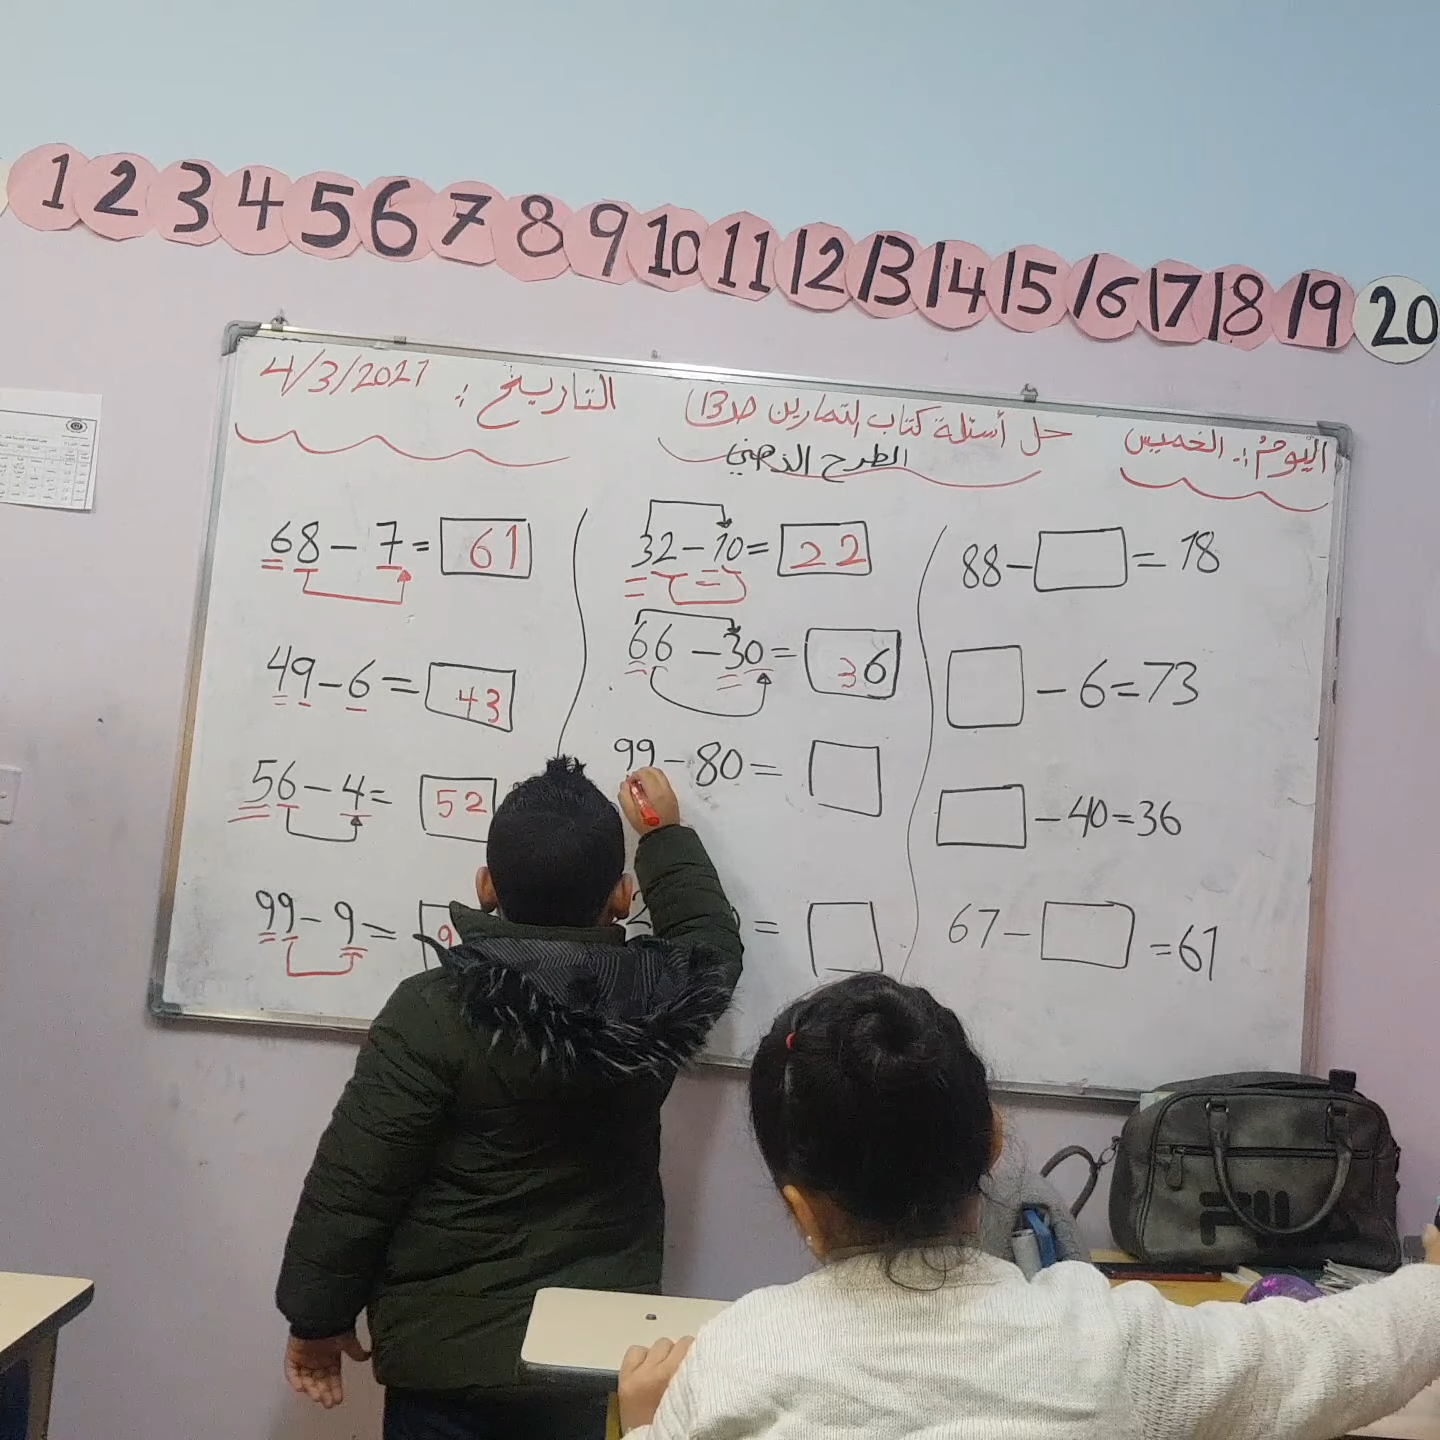 1 2 3 4 5 6 7 8 9 10 11 12 13 14 15 16 17 18 19 20
اليومُ :. الخميس
حل أسئلة كتاب التمارين ص13
التاريخ :. 4/3/2021
الطرح الذهني
68 - 7 = 61
49 - 6 = 43
56 - 4 = 52
99 - 9 = 9
32 - 10 = 22
66 - 30 = 36
99 - 80 =
=
88 - = 18
- 6 = 73
- 40 = 36
67 - = 61
FILA